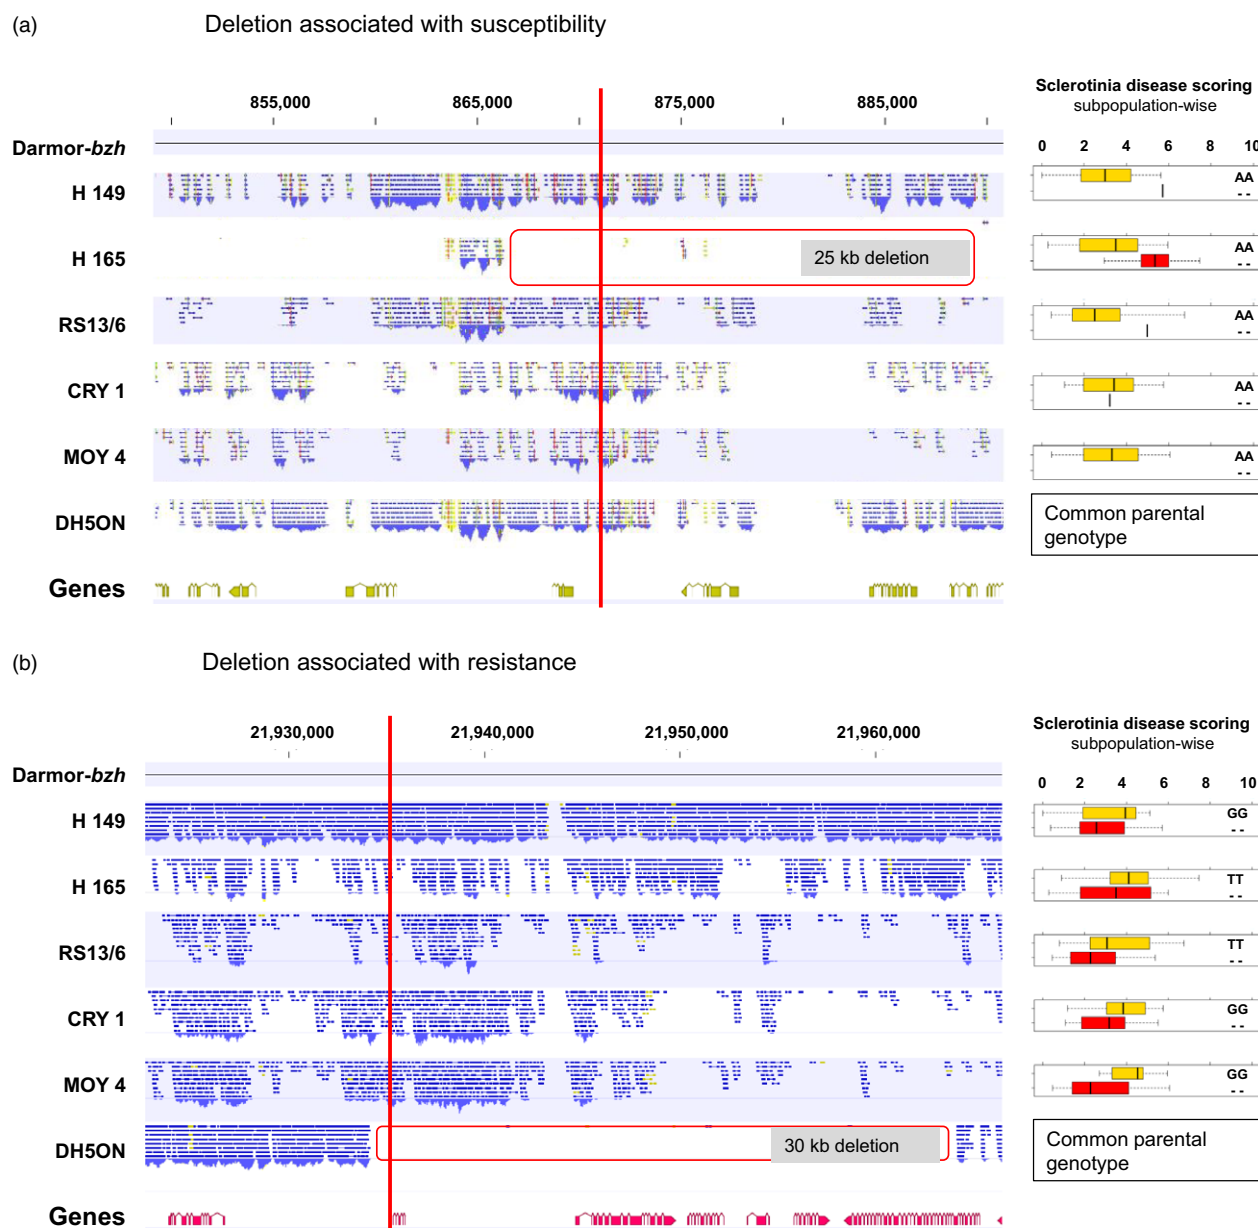 (a) Deletion associated with susceptibility
855,000 865,000 875,000 885,000
Sclerotinia disease scoring
subpopulation-wise
0 2 4 6 8 10
Darmor-bzh
H 149
AA
- -
H 165
25 kb deletion
AA
- -
RS13/6
AA
- -
CRY 1
AA
- -
MOY 4
AA
- -
DH5ON
Common parental
genotype
Genes
(b) Deletion associated with resistance
21,930,000 21,940,000 21,950,000 21,960,000
Sclerotinia disease scoring
subpopulation-wise
0 2 4 6 8 10
Darmor-bzh
H 149
GG
- -
H 165
TT
- -
RS13/6
TT
- -
CRY 1
GG
- -
MOY 4
GG
- -
DH5ON
30 kb deletion
Common parental
genotype
Genes